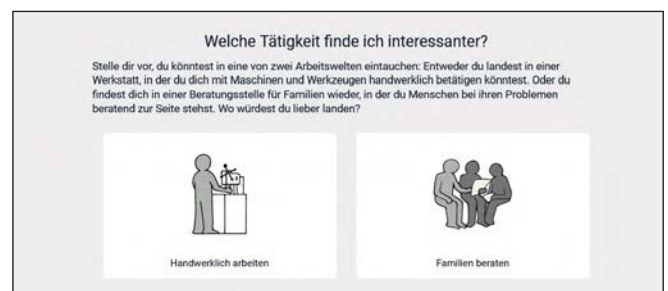 Welche Tätigkeit finde ich interessanter?
Stelle dir vor, du könntest in eine von zwei Arbeitswelten eintauchen: Entweder du landest in einer
Werkstatt, in der du dich mit Maschinen und Werkzeugen handwerklich betätigen könntest. Oder du
findest dich in einer Beratungsstelle für Familien wieder, in der du Menschen bei ihren Problemen
beratend zur Seite stehst. Wo würdest du lieber landen?
Handwerklich arbeiten
Familien beraten